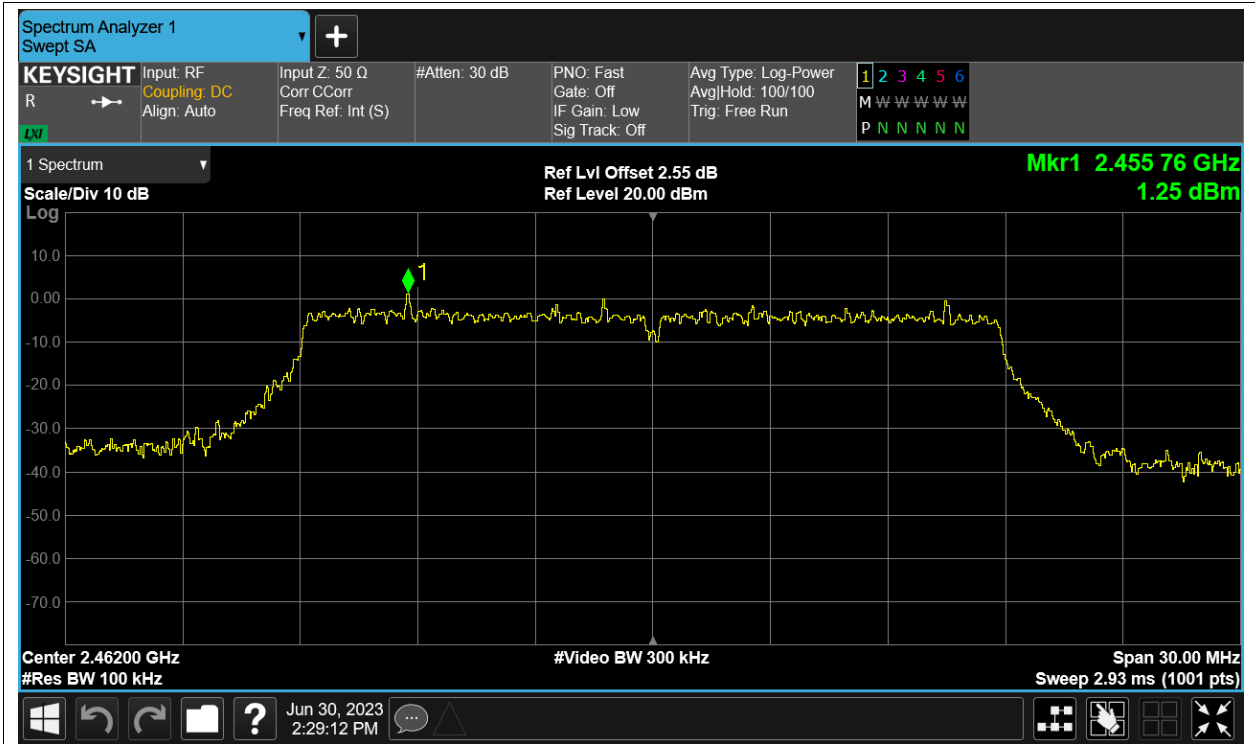 Spectrum Analyzer 1
Swept SA
KEYSIGHT
R
LXI
Input: RF
Coupling: DC
Align: Auto
Input Z: 50 Ω
Corr CCorr
Freq Ref: Int (S)
#Atten: 30 dB
PNO: Fast
Gate: Off
IF Gain: Low
Sig Track: Off
Avg Type: Log-Power
Avg|Hold: 100/100
Trig: Free Run
1 2 3 4 5 6
M W W W W W
P N N N N N
1 Spectrum
Scale/Div 10 dB
Ref Lvl Offset 2.55 dB
Ref Level 20.00 dBm
Mkr1 2.455 76 GHz
1.25 dBm
Log
10.0
0.00
-10.0
-20.0
-30.0
-40.0
-50.0
-60.0
-70.0
1
Center 2.46200 GHz
#Res BW 100 kHz
#Video BW 300 kHz
Span 30.00 MHz
Sweep 2.93 ms (1001 pts)
?
Jun 30, 2023
2:29:12 PM